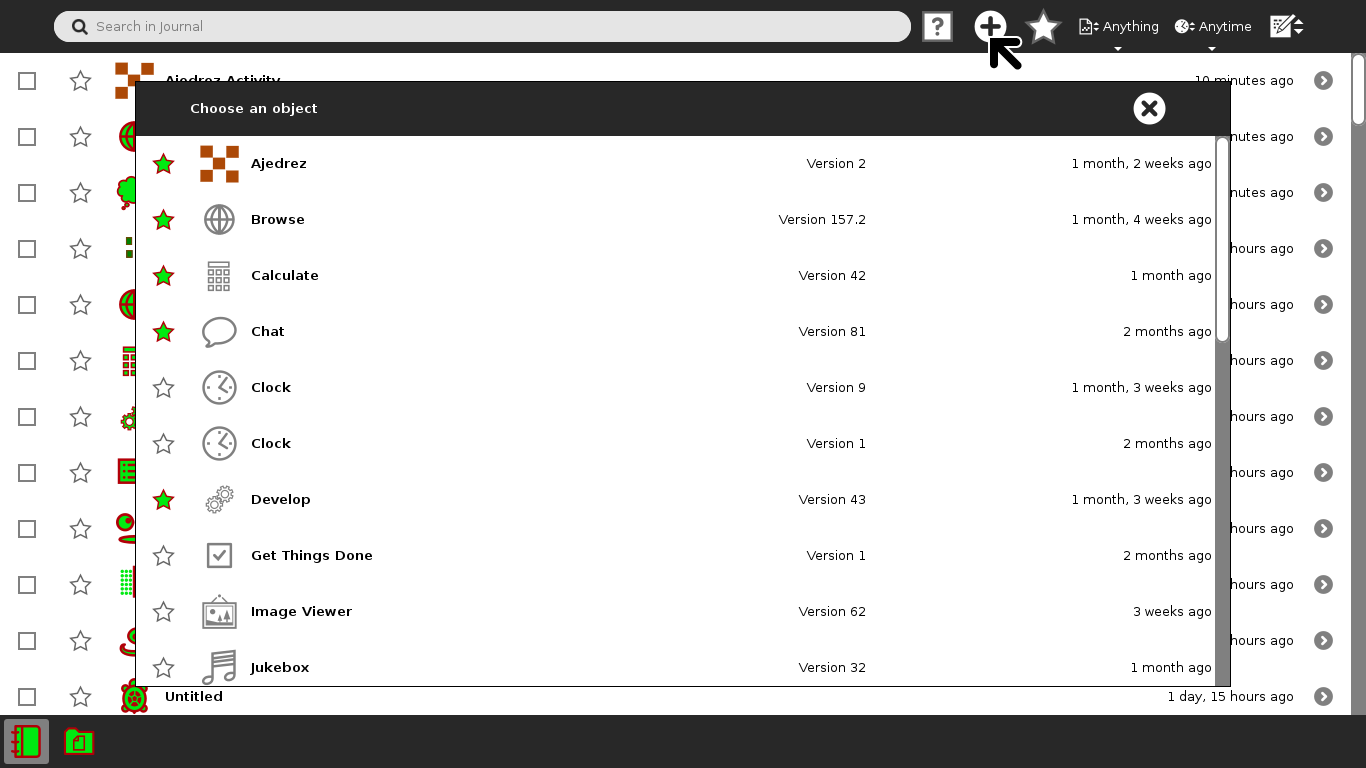 Search in Journal
?
Anything
Anytime
Ajedrez Activity 10 minutes ago
Choose an object
Ajedrez Version 2 1 month, 2 weeks ago
nutes ago
Browse Version 157.2 1 month, 4 weeks ago
nutes ago
Calculate Version 42 1 month ago
hours ago
Chat Version 81 2 months ago
hours ago
Clock Version 9 1 month, 3 weeks ago
hours ago
Clock Version 1 2 months ago
hours ago
Develop Version 43 1 month, 3 weeks ago
hours ago
Get Things Done Version 1 2 months ago
hours ago
Image Viewer Version 62 3 weeks ago
hours ago
Jukebox Version 32 1 month ago
hours ago
Untitled 1 day, 15 hours ago